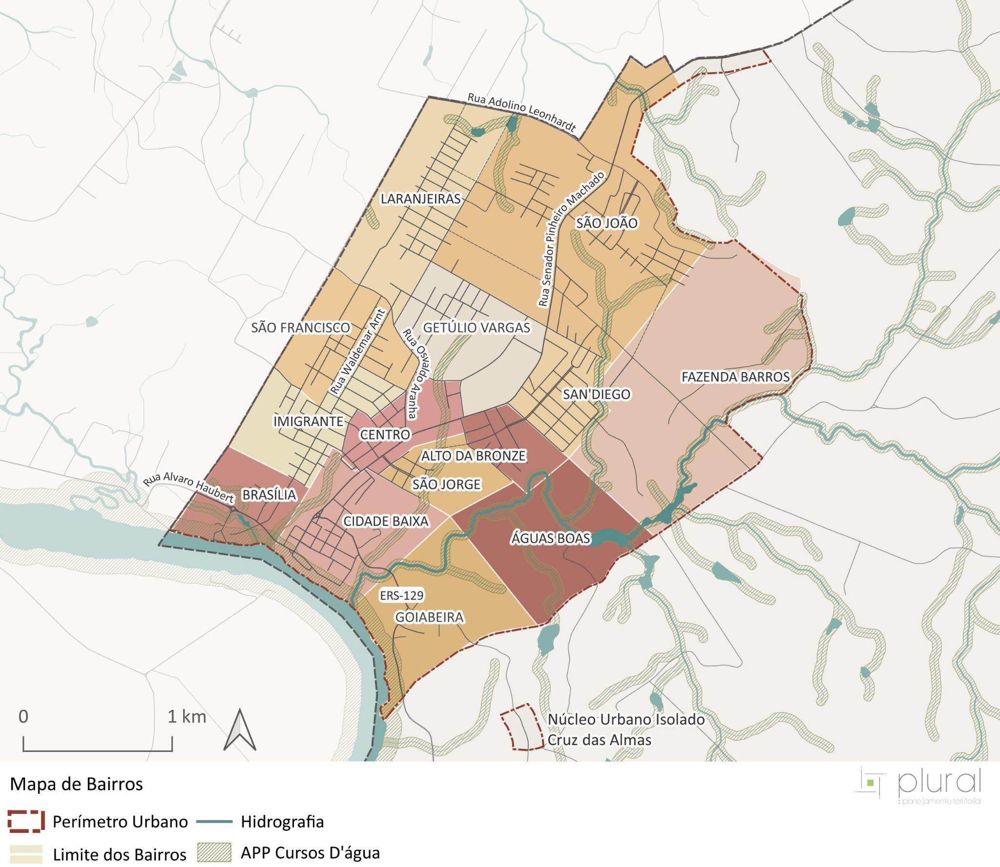 Rua Adolino Leonhardt
Rua Senador Pinheiro Machado
LARANJEIRAS
SÃO JOÃO
SÃO FRANCISCO
GETÚLIO VARGAS
Rua Waldemar Arnt
Rua Osvaldo Aranha
FAZENDA BARROS
SAN'DIEGO
IMIGRANTE
CENTRO
ALTO DA BRONZE
Rua Alvaro Haubert
SÃO JORGE
BRASÍLIA
CIDADE BAIXA
ÁGUAS BOAS
ERS-129
GOIABEIRA
0 1 km
Núcleo Urbano Isolado
Cruz das Almas
Mapa de Bairros
Perímetro Urbano
Hidrografia
Limite dos Bairros
APP Cursos D'água
plural
planejamento territorial